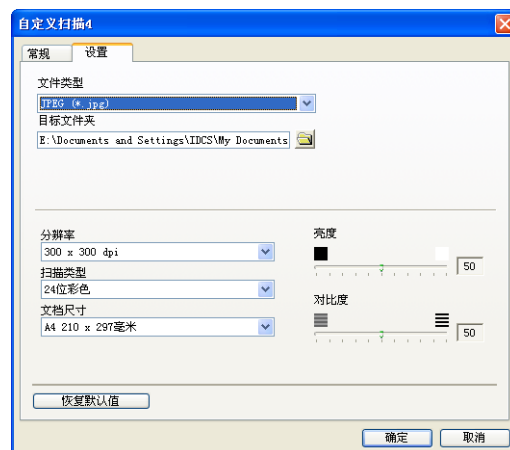 自定义扫描4
常规 设置
文件类型
JPEG (*.jpg)
目标文件夹
E:\Documents and Settings\IDCS\My Documents
分辨率
300 x 300 dpi
扫描类型
24位彩色
文档尺寸
A4 210 x 297毫米
亮度
50
对比度
50
恢复默认值
确定 取消